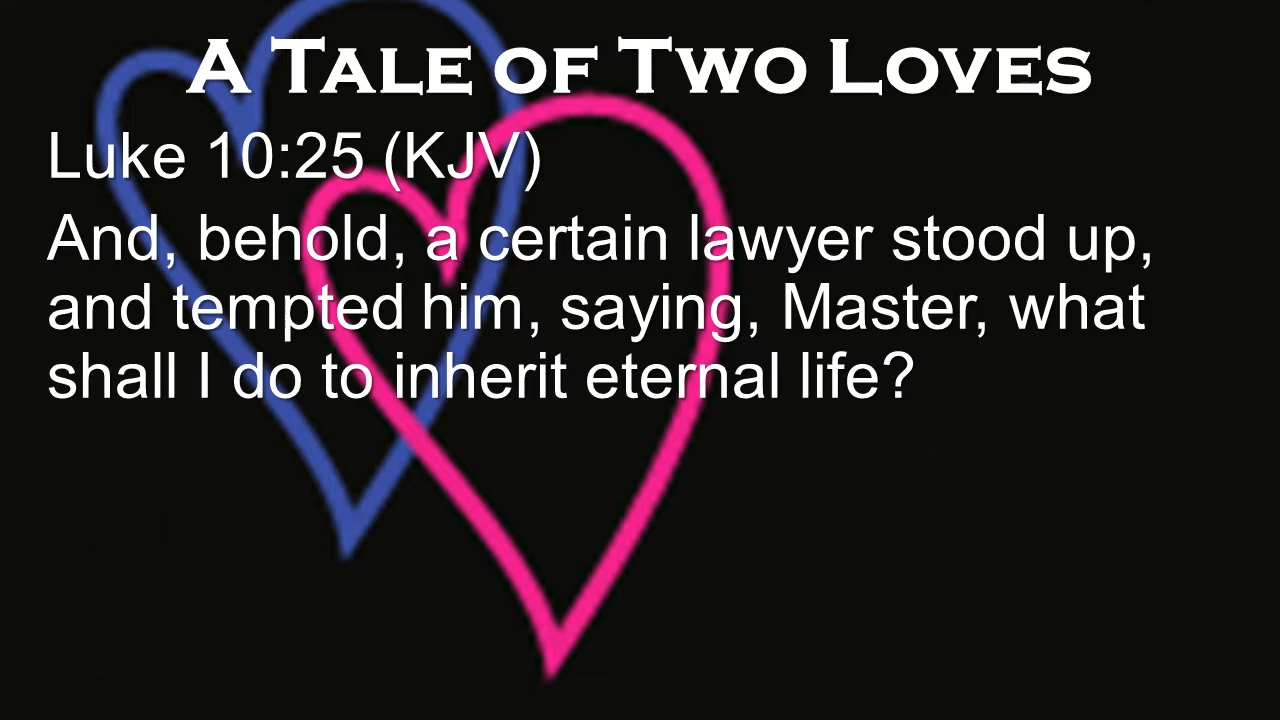 A Tale of Two Loves
Luke 10:25 (KJV)
And, behold, a certain lawyer stood up,
and tempted him, saying, Master, what
shall I do to inherit eternal life?